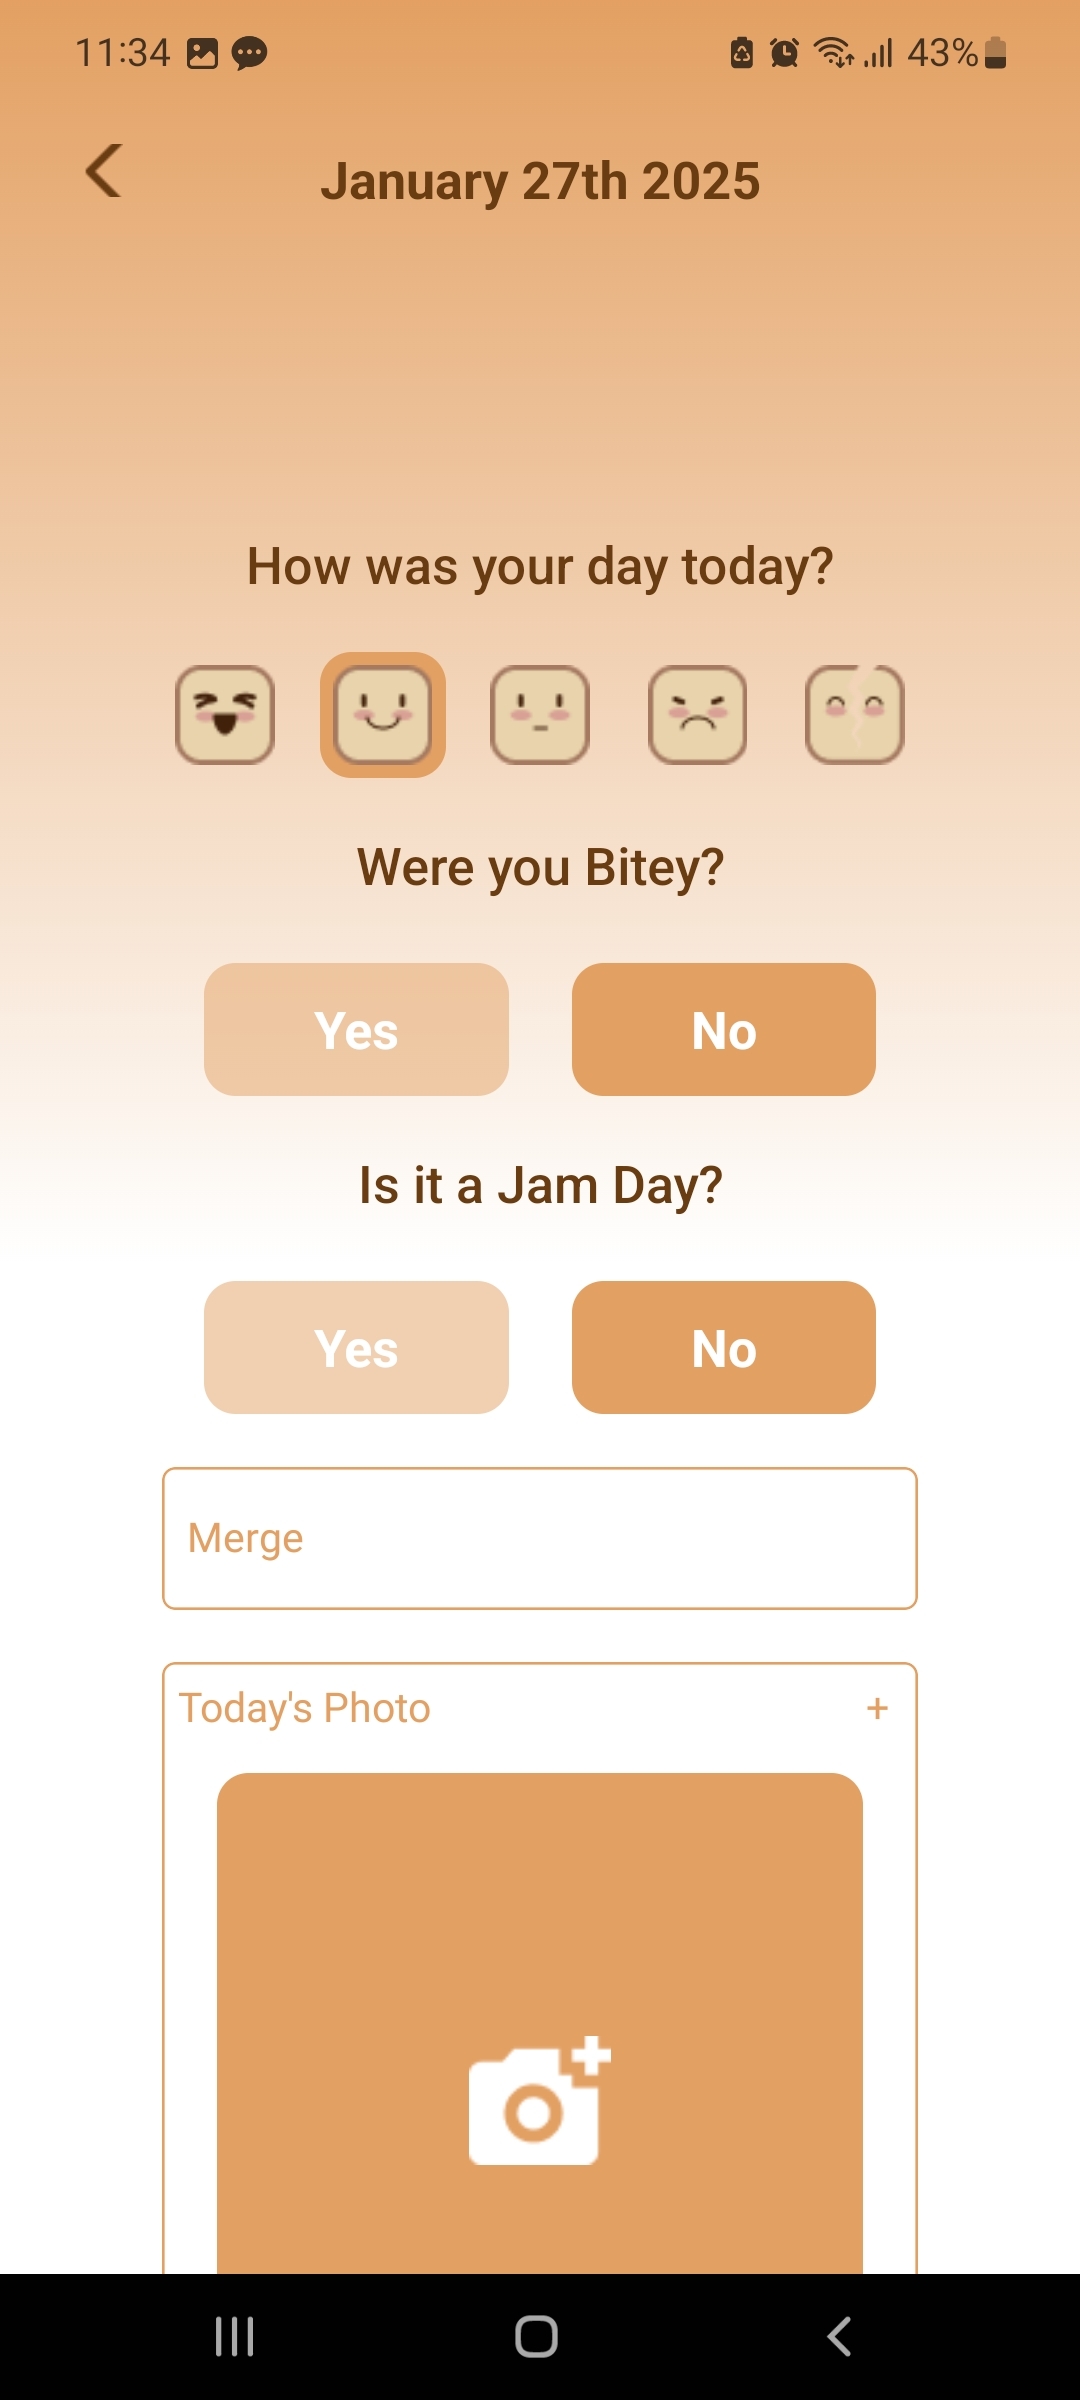 11:34 43%
January 27th 2025
How was your day today?
Were you Bitey?
Yes No
Is it a Jam Day?
Yes No
Merge
Today's Photo +